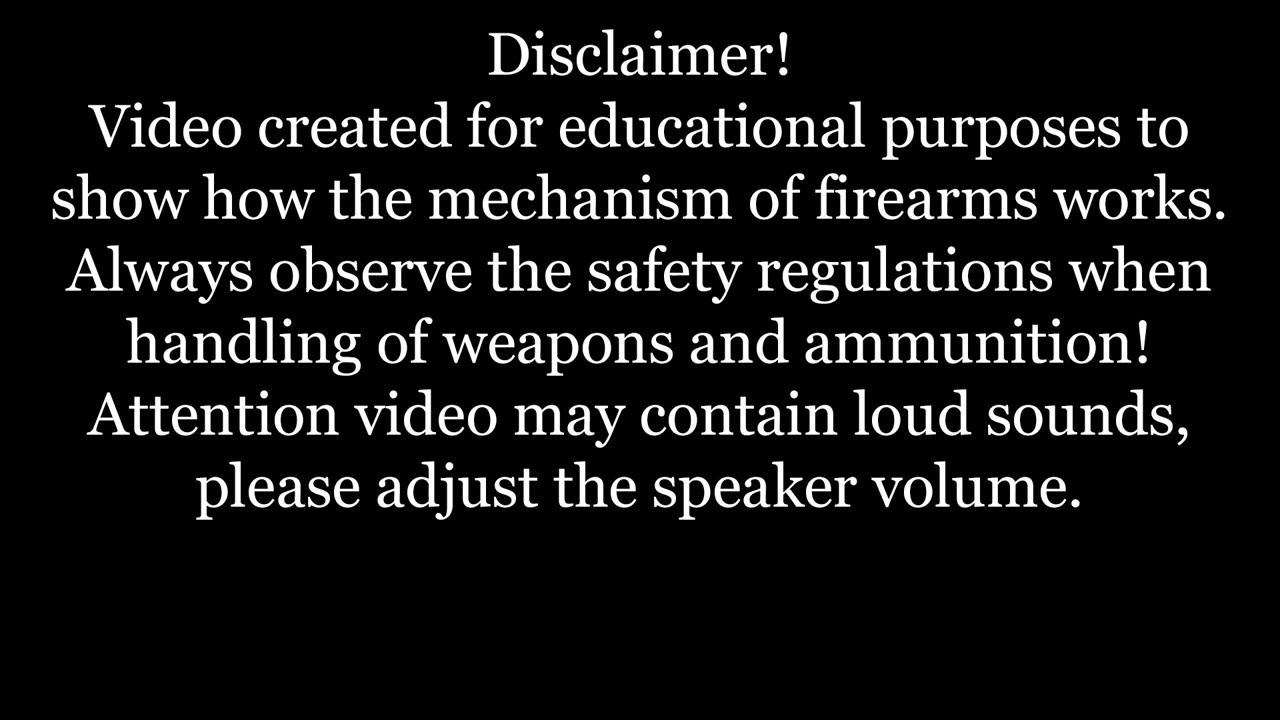 Disclaimer!
Video created for educational purposes to
show how the mechanism of firearms works.
Always observe the safety regulations when
handling of weapons and ammunition!
Attention video may contain loud sounds,
please adjust the speaker volume.